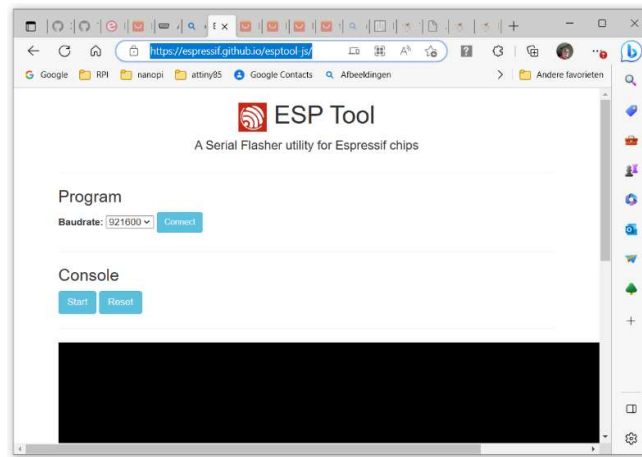 https://espressif.github.io/esptool-js/
Google RPI nanopi attiny85 Google Contacts Afbeeldingen Andere favorieten
ESP Tool
A Serial Flasher utility for Espressif chips
Program
Baudrate: 921600 Connect
Console
Start Reset